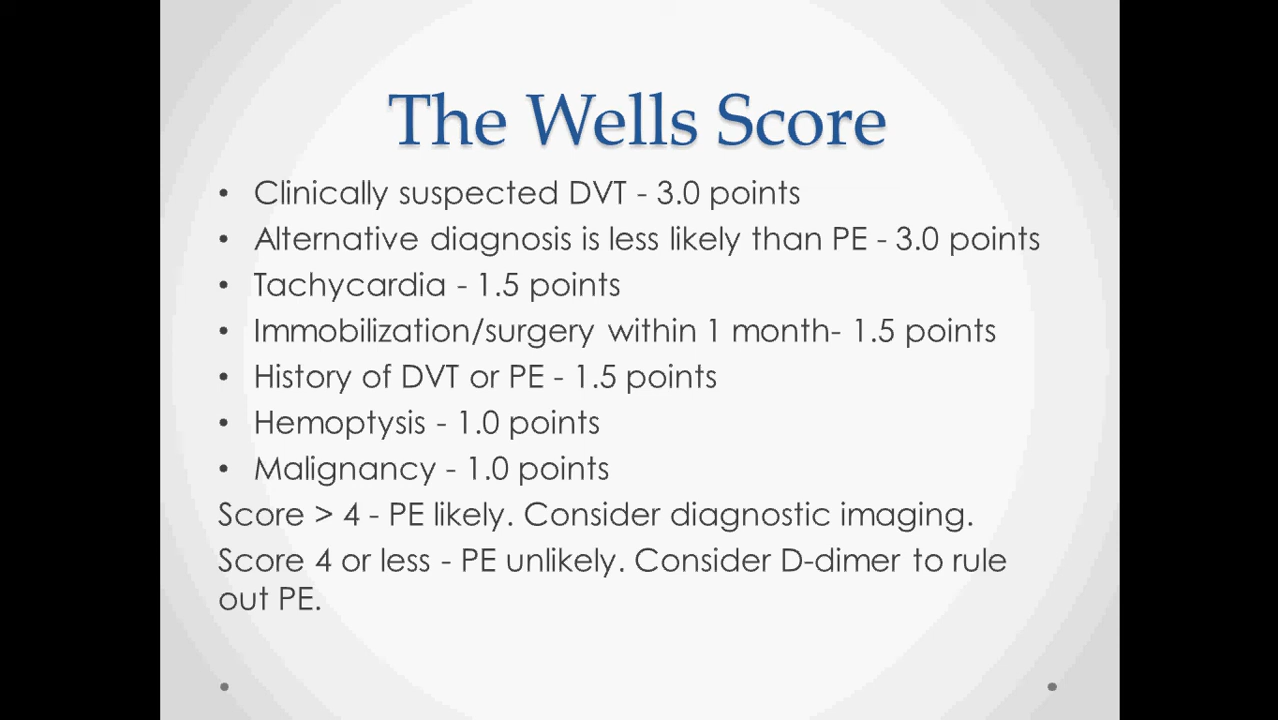 The Wells Score
• Clinically suspected DVT - 3.0 points
• Alternative diagnosis is less likely than PE - 3.0 points
• Tachycardia - 1.5 points
• Immobilization/surgery within 1 month- 1.5 points
• History of DVT or PE - 1.5 points
• Hemoptysis - 1.0 points
• Malignancy - 1.0 points
Score > 4 - PE likely. Consider diagnostic imaging.
Score 4 or less - PE unlikely. Consider D-dimer to rule
out PE.